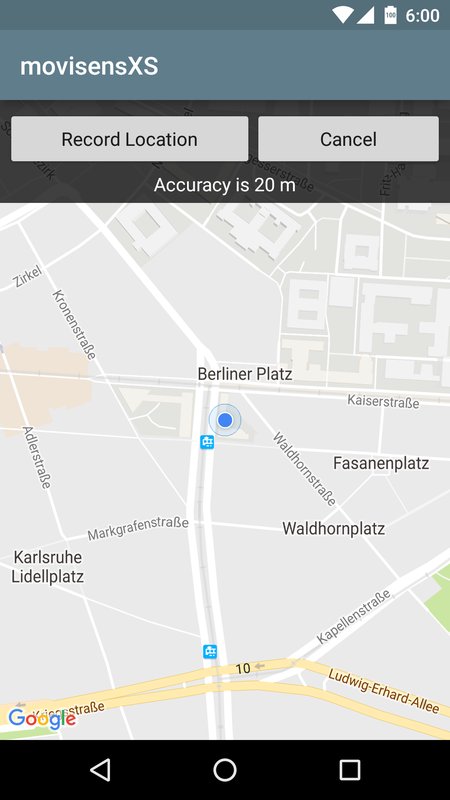 100
6:00
movisensXS
Record Location
Cancel
Accuracy is 20 m
Zirkel
Kronenstraße
Berliner Platz
Kaiserstraße
Adlerstraße
Waldhornstraße
Fasanenplatz
Markgrafenstraße
Waldhornplatz
Karlsruhe
Lidellplatz
Kapellenstraße
10
Ludwig-Erhard-Allee
Google